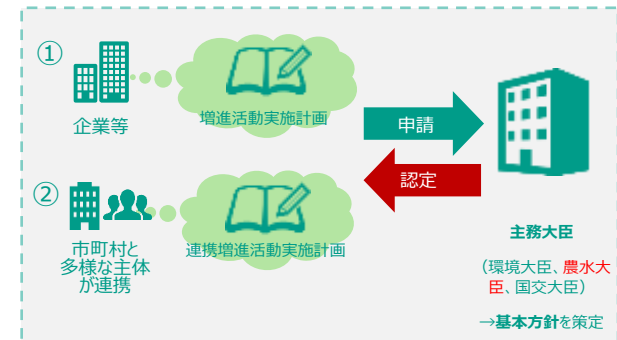 ①
企業等
増進活動実施計画
申請
認定
②
市町村と
多様な主体
が連携
連携増進活動実施計画
主務大臣
（環境大臣、農水大
臣、国交大臣）
→基本方針を策定